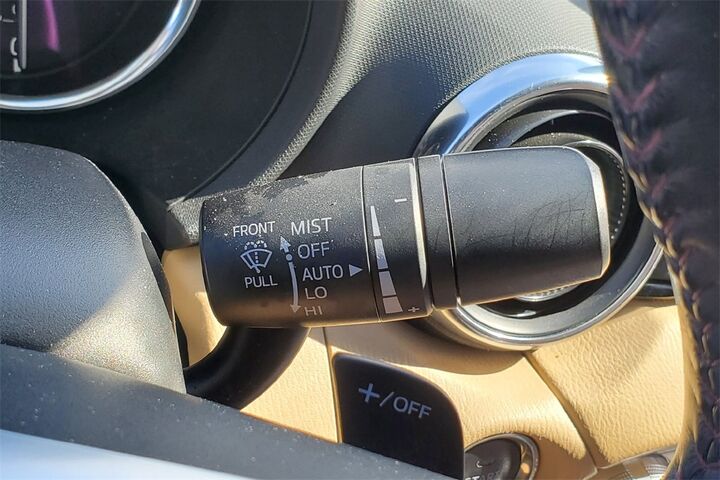 FRONT
PULL
MIST
OFF
AUTO
LO
HI
−
+
+/OFF